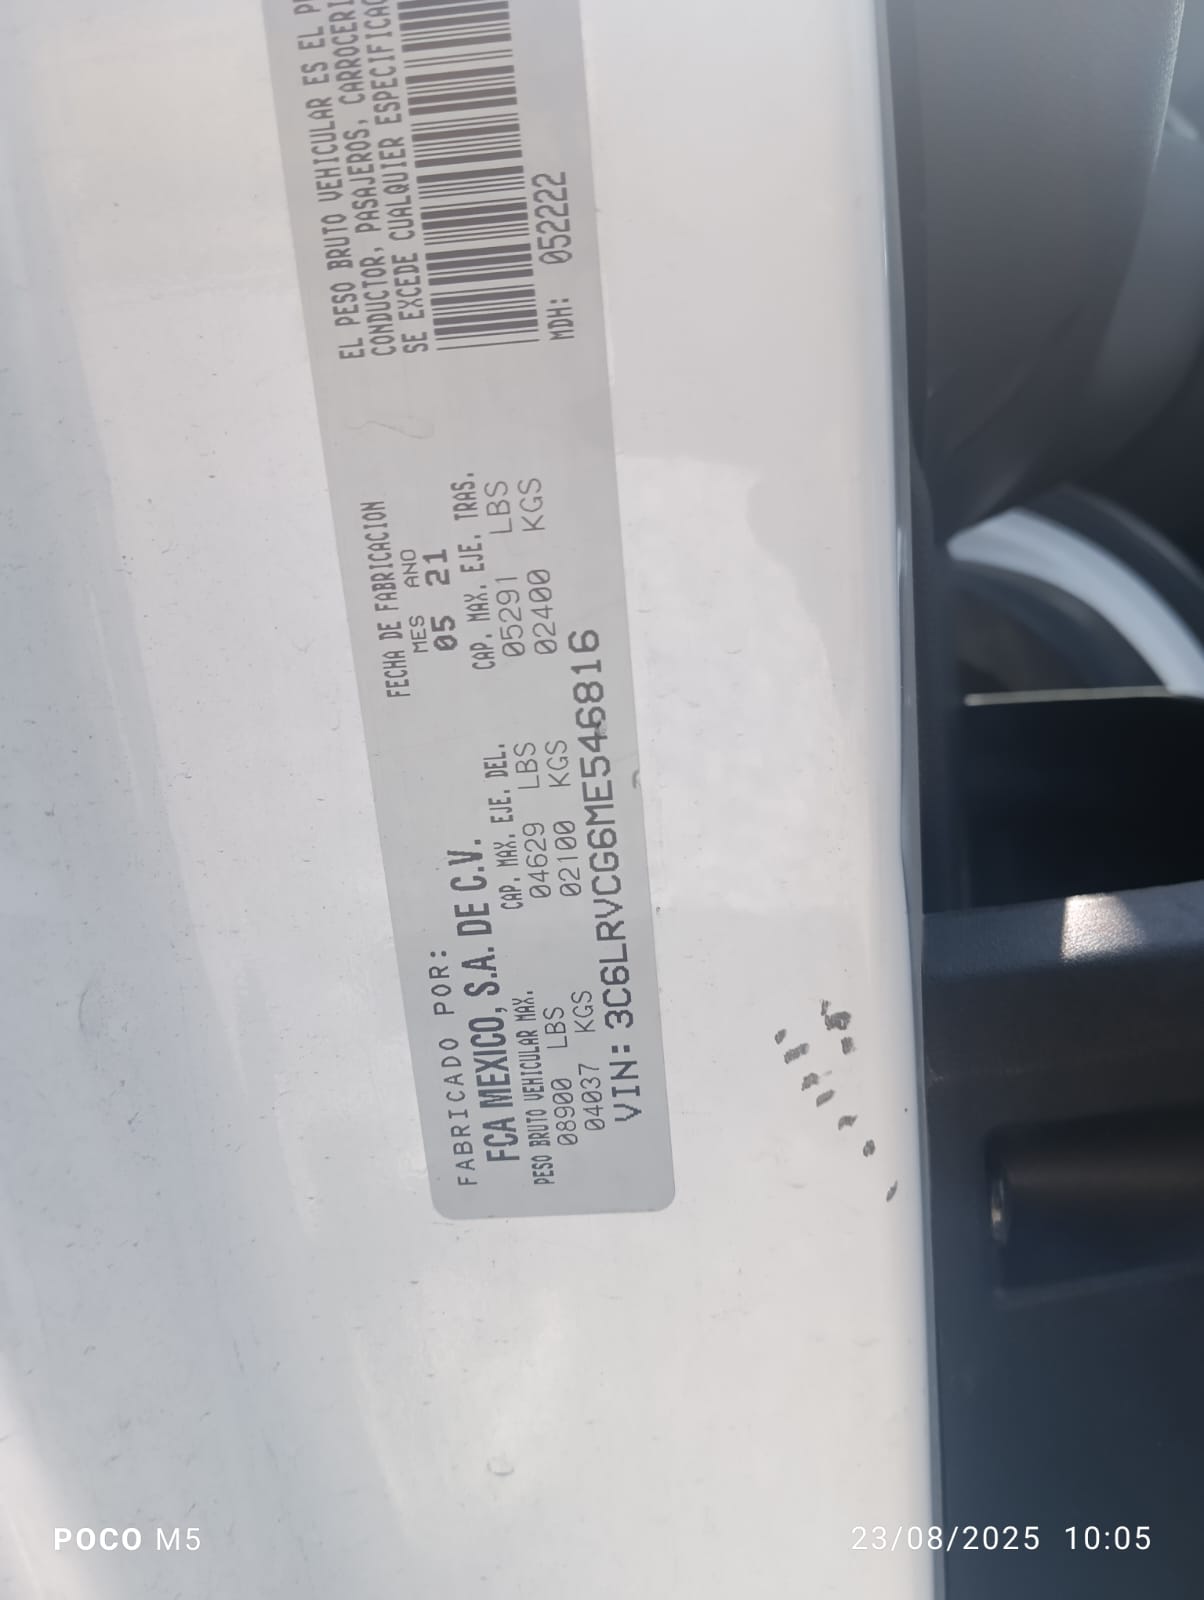 FABRICADO POR:
FCA MEXICO, S.A. DE C.V.
FECHA DE FABRICACION
MES ANO
05 21
PESO BRUTO VEHICULAR MAX.
08900 LBS
04037 KGS
CAP. MAX. EJE. DEL.
04629 LBS
02100 KGS
CAP. MAX. EJE. TRAS.
05291 LBS
02400 KGS
VIN: 3C6LRVCG6ME546816
EL PESO BRUTO VEHICULAR ES EL
CONDUCTOR, PASAJEROS,
SE EXCEDE CUALQUIER
MDH: 052222
POCO M5
23/08/2025 10:05